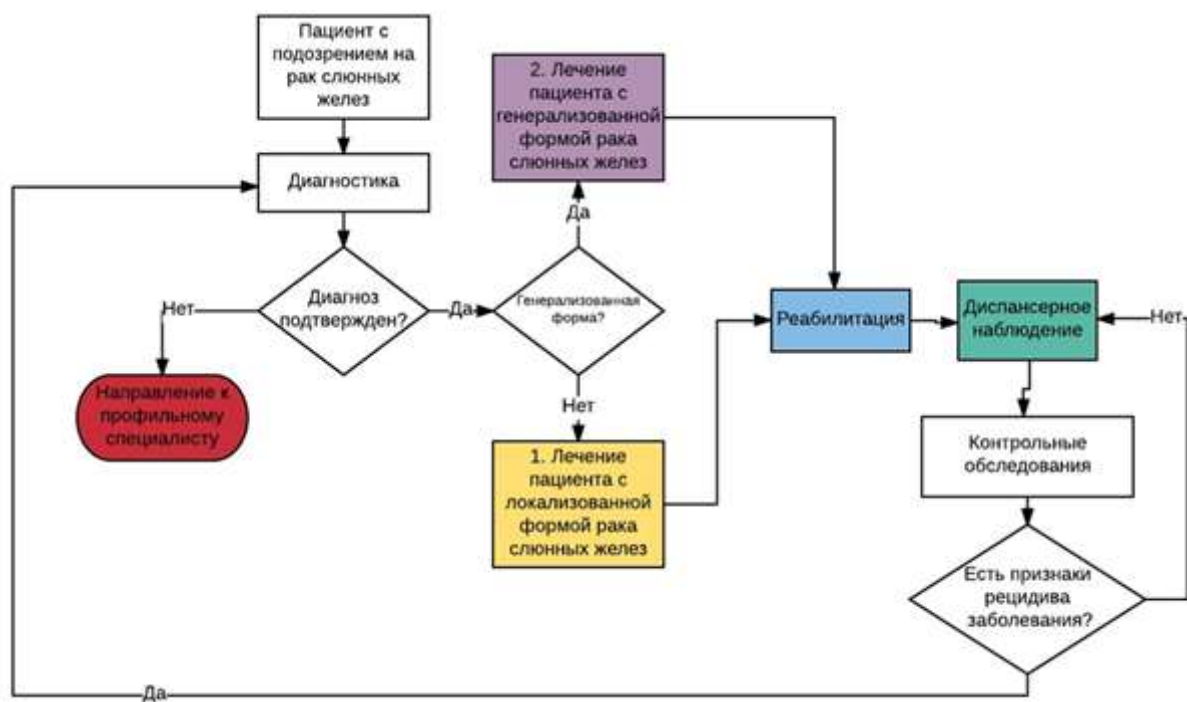 Пациент с
подозрением на
рак слюнных
желез
Диагностика
Диагноз
подтвержден?
Нет
Да
Направление к
профильному
специалисту
2. Лечение
пациента с
генерализованной
формой рака
слюнных желез
Да
Генерализованная
форма?
Нет
1. Лечение
пациента с
локализованной
формой рака
слюнных желез
Реабилитация
Диспансерное
наблюдение
Нет
Контрольные
обследования
Есть признаки
рецидива
заболевания?
Да